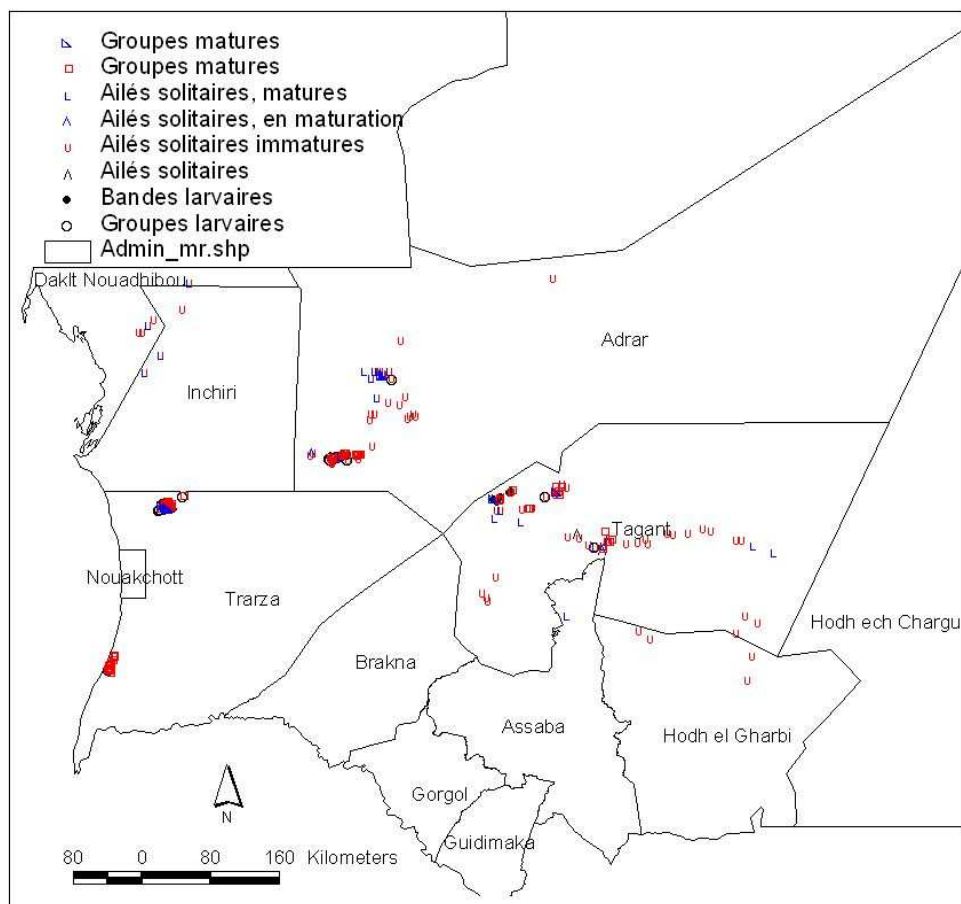 Groupes matures
Groupes matures
Ailés solitaires, matures
Ailés solitaires, en maturation
Ailés solitaires immatures
Ailés solitaires
Bandes larvaires
Groupes larvaires
Admin_mr.shp
Daklt Nouadhibou
Adrar
Inchiri
Tagant
Nouakchott
Trarza
Hodh ech Chargu
Brakna
Assaba
Hodh el Gharbi
Gorgol
Guidimaka
N
80 0 80 160 Kilometers